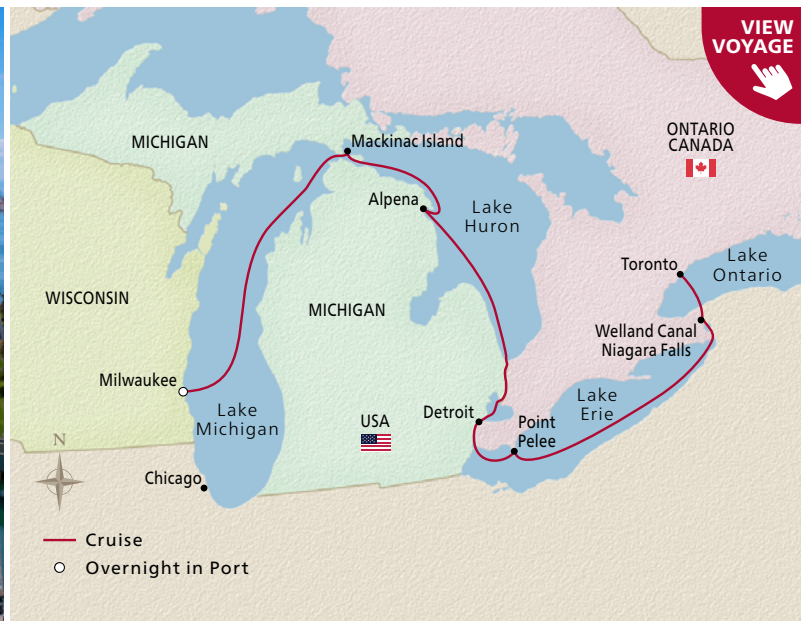 VIEW
VOYAGE
MICHIGAN
Mackinac Island
ONTARIO
CANADA
Alpena
Lake
Huron
Toronto
Lake
Ontario
WISCONSIN
MICHIGAN
Welland Canal
Niagara Falls
Milwaukee
Lake
Michigan
USA
Detroit
Point
Pelee
Lake
Erie
N
Chicago
Cruise
Overnight in Port